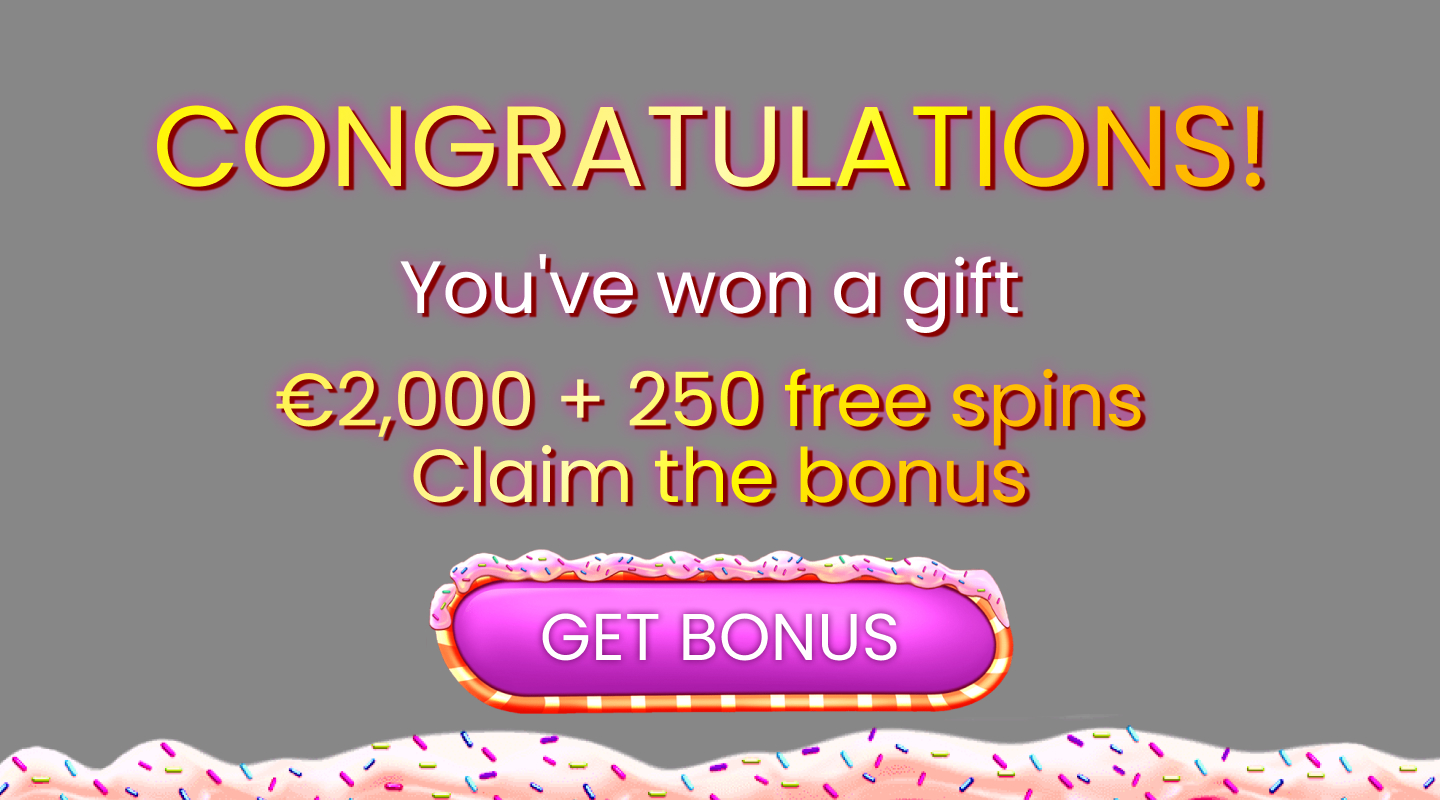 CONGRATULATIONS!
You've won a gift
€2,000 + 250 free spins
Claim the bonus
GET BONUS